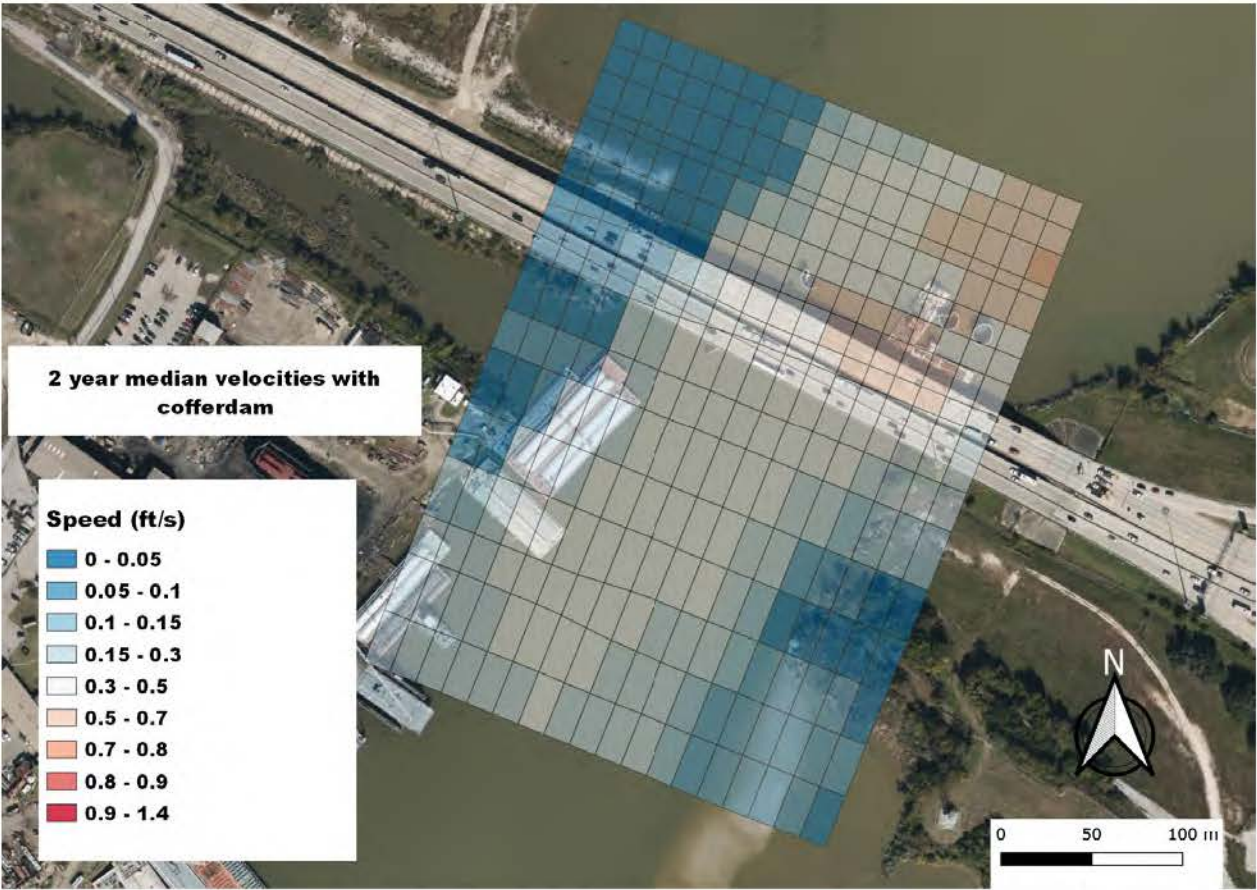 2 year median velocities with
cofferdam
Speed (ft/s)
0 - 0.05
0.05 - 0.1
0.1 - 0.15
0.15 - 0.3
0.3 - 0.5
0.5 - 0.7
0.7 - 0.8
0.8 - 0.9
0.9 - 1.4
N
0 50 100 m